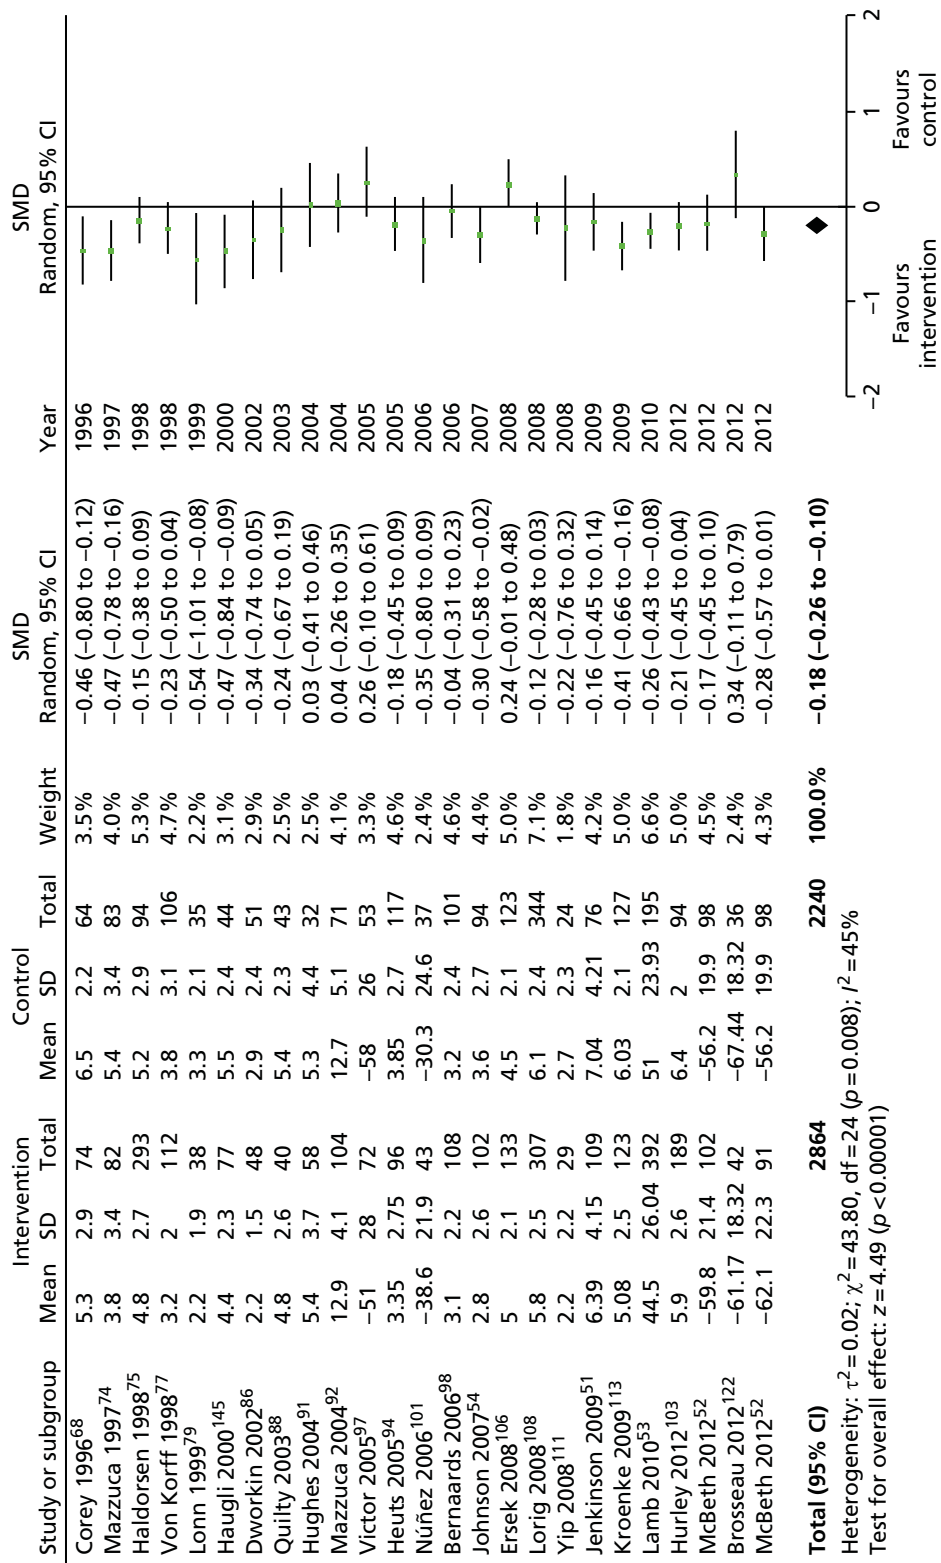 Intervention Control SMD SMD
Study or subgroup Mean SD Total Mean SD Total Weight Random, 95% CI Year Random, 95% CI
Corey 1996⁶⁸ 5.3 2.9 74 6.5 2.2 64 3.5% −0.46 (−0.80 to −0.12) 1996
Mazzuca 1997⁷⁴ 3.8 3.4 82 5.4 3.4 83 4.0% −0.47 (−0.78 to −0.16) 1997
Haldorsen 1998⁷⁵ 4.8 2.7 293 5.2 2.9 94 5.3% −0.15 (−0.38 to 0.09) 1998
Von Korff 1998⁷⁷ 3.2 2 112 3.8 3.1 106 4.7% −0.23 (−0.50 to 0.04) 1998
Lonn 1999⁷⁹ 2.2 1.9 38 3.3 2.1 35 2.2% −0.54 (−1.01 to −0.08) 1999
Haugli 2000¹⁴⁵ 4.4 2.3 77 5.5 2.4 44 3.1% −0.47 (−0.84 to −0.09) 2000
Dworkin 2002⁸⁶ 2.2 1.5 48 2.9 2.4 51 2.9% −0.34 (−0.74 to 0.05) 2002
Quilty 2003⁸⁸ 4.8 2.6 40 5.4 2.3 43 2.5% −0.24 (−0.67 to 0.19) 2003
Hughes 2004⁹¹ 5.4 3.7 58 5.3 4.4 32 2.5% 0.03 (−0.41 to 0.46) 2004
Mazzuca 2004⁹² 12.9 4.1 104 12.7 5.1 71 4.1% 0.04 (−0.26 to 0.35) 2004
Victor 2005⁹⁷ −51 28 72 −58 26 53 3.3% 0.26 (−0.10 to 0.61) 2005
Heuts 2005⁹⁴ 3.35 2.75 96 3.85 2.7 117 4.6% −0.18 (−0.45 to 0.09) 2005
Núñez 2006¹⁰¹ −38.6 21.9 43 −30.3 24.6 37 2.4% −0.35 (−0.80 to 0.09) 2006
Bernaards 2006⁹⁸ 3.1 2.2 108 3.2 2.4 101 4.6% −0.04 (−0.31 to 0.23) 2006
Johnson 2007⁵⁴ 2.8 2.6 102 3.6 2.7 94 4.4% −0.30 (−0.58 to −0.02) 2007
Ersek 2008¹⁰⁶ 5 2.1 133 4.5 2.1 123 5.0% 0.24 (−0.01 to 0.48) 2008
Lorig 2008¹⁰⁸ 5.8 2.5 307 6.1 2.4 344 7.1% −0.12 (−0.28 to 0.03) 2008
Yip 2008¹¹¹ 2.2 2.2 29 2.7 2.3 24 1.8% −0.22 (−0.76 to 0.32) 2008
Jenkinson 2009⁵¹ 6.39 4.15 109 7.04 4.21 76 4.2% −0.16 (−0.45 to 0.14) 2009
Kroenke 2009¹¹³ 5.08 2.5 123 6.03 2.1 127 5.0% −0.41 (−0.66 to −0.16) 2009
Lamb 2010⁵³ 44.5 26.04 392 51 23.93 195 6.6% −0.26 (−0.43 to −0.08) 2010
Hurley 2012¹⁰³ 5.9 2.6 189 6.4 2 94 5.0% −0.21 (−0.45 to 0.04) 2012
McBeth 2012⁵² −59.8 21.4 102 −56.2 19.9 98 4.5% −0.17 (−0.45 to 0.10) 2012
Brosseau 2012¹²² −61.17 18.32 42 −67.44 18.32 36 2.4% 0.34 (−0.11 to 0.79) 2012
McBeth 2012⁵² −62.1 22.3 91 −56.2 19.9 98 4.3% −0.28 (−0.57 to 0.01) 2012
Total (95% CI) 2864 2240 100.0% −0.18 (−0.26 to −0.10)
Heterogeneity: τ²=0.02; χ²=43.80, df=24 (p=0.008); I²=45%
Test for overall effect: z=4.49 (p<0.00001)
−2 −1 0 1 2
Favours Favours
intervention control